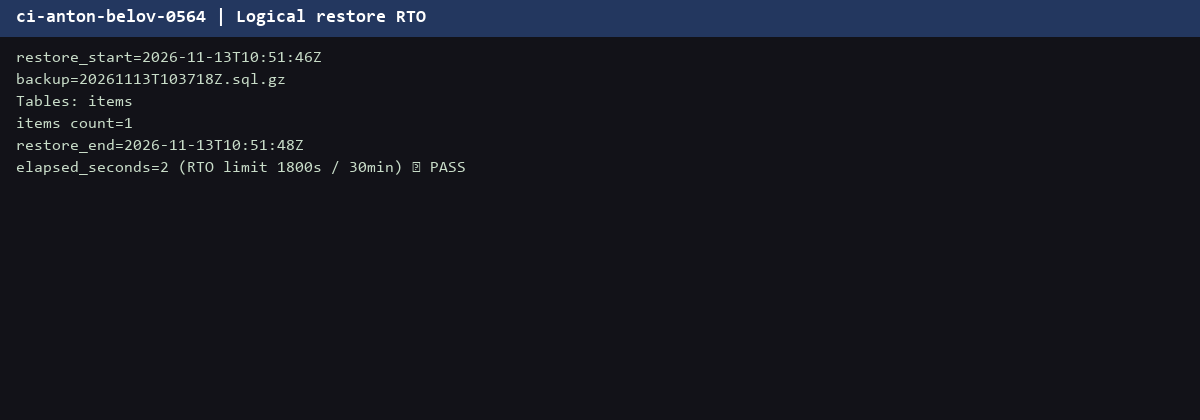 ci-anton-belov-0564 | Logical restore RTO
restore_start=2026-11-13T10:51:46Z
backup=20261113T103718Z.sql.gz
Tables: items
items count=1
restore_end=2026-11-13T10:51:48Z
elapsed_seconds=2 (RTO limit 1800s / 30min) PASS